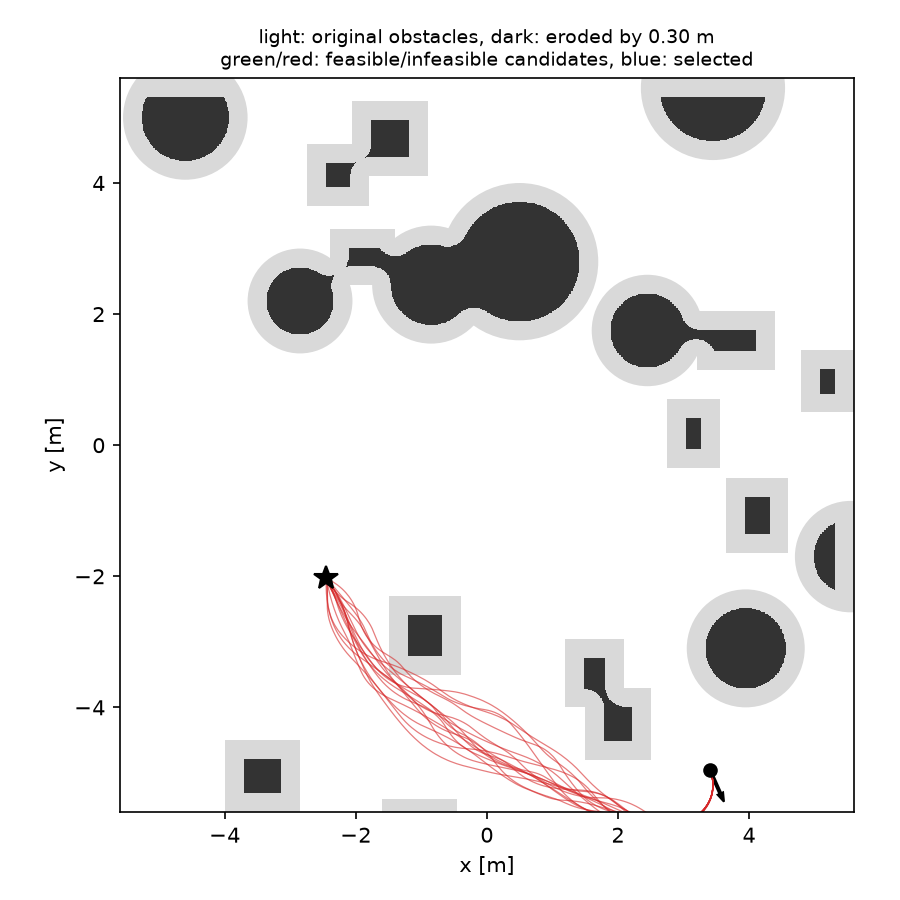 light: original obstacles, dark: eroded by 0.30 m
green/red: feasible/infeasible candidates, blue: selected
4
2
0
−2
−4
y [m]
−4 −2 0 2 4
x [m]